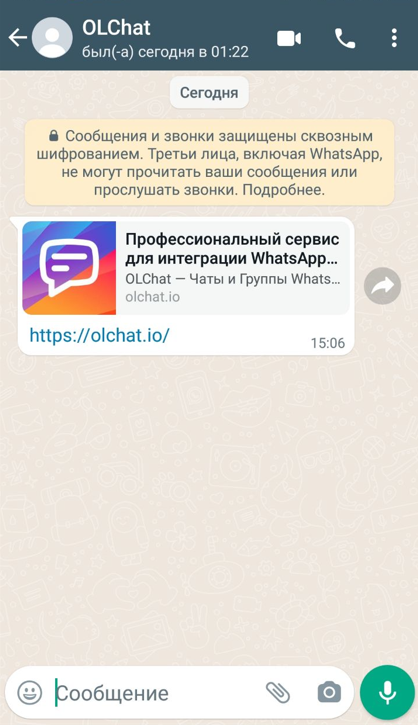 OLChat
был(-а) сегодня в 01:22
Сегодня
Сообщения и звонки защищены сквозным
шифрованием. Третьи лица, включая WhatsApp,
не могут прочитать ваши сообщения или
прослушать звонки. Подробнее.
Профессиональный сервис
для интеграции WhatsApp...
OLChat — Чаты и Группы Whats...
olchat.io
https://olchat.io/
15:06
Сообщение